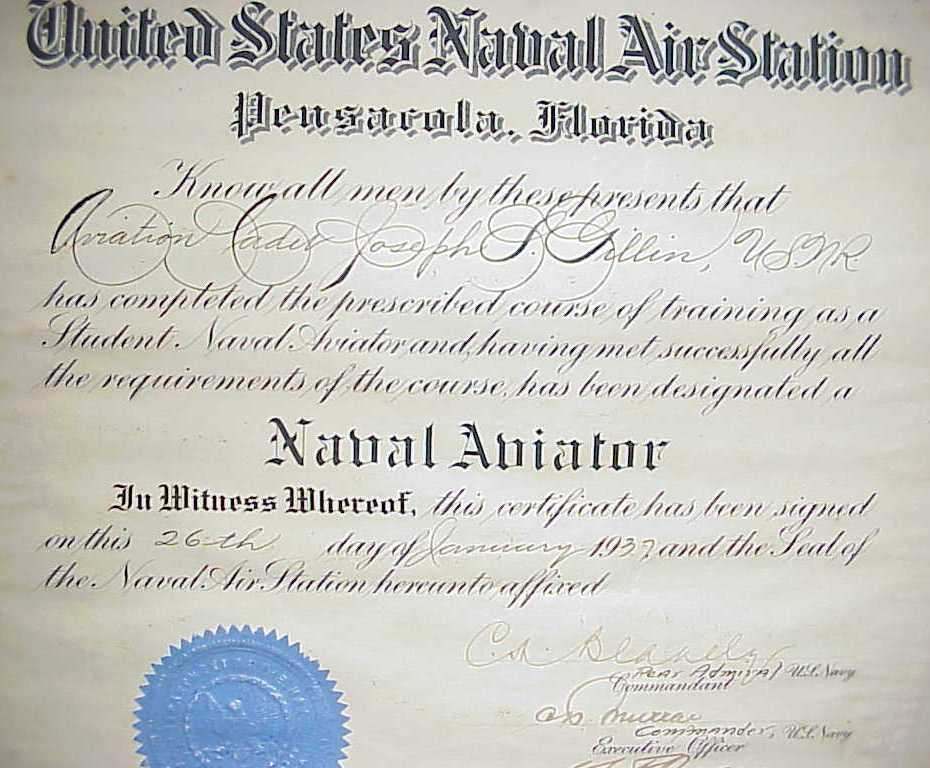 United States Naval Air Station
Pensacola, Florida
Know all men by these presents that
Aviation Cadet Joseph S. Gillin, USNR
has completed the prescribed course of training as a
Student Naval Aviator and, having met successfully all
the requirements of the course, has been designated a
Naval Aviator
In Witness Whereof, this certificate has been signed
on this 26th day of January 1937 and the Seal of
the Naval Air Station hereunto affixed
Rear Admiral U.S. Navy
Commandant
Commander, U.S. Navy
Executive Officer